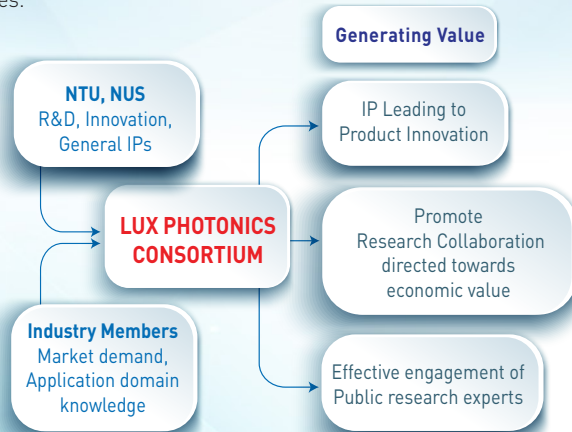 es.
Generating Value
NTU, NUS
R&D, Innovation,
General IPs
IP Leading to
Product Innovation
LUX PHOTONICS
CONSORTIUM
Promote
Research Collaboration
directed towards
economic value
Industry Members
Market demand,
Application domain
knowledge
Effective engagement of
Public research experts